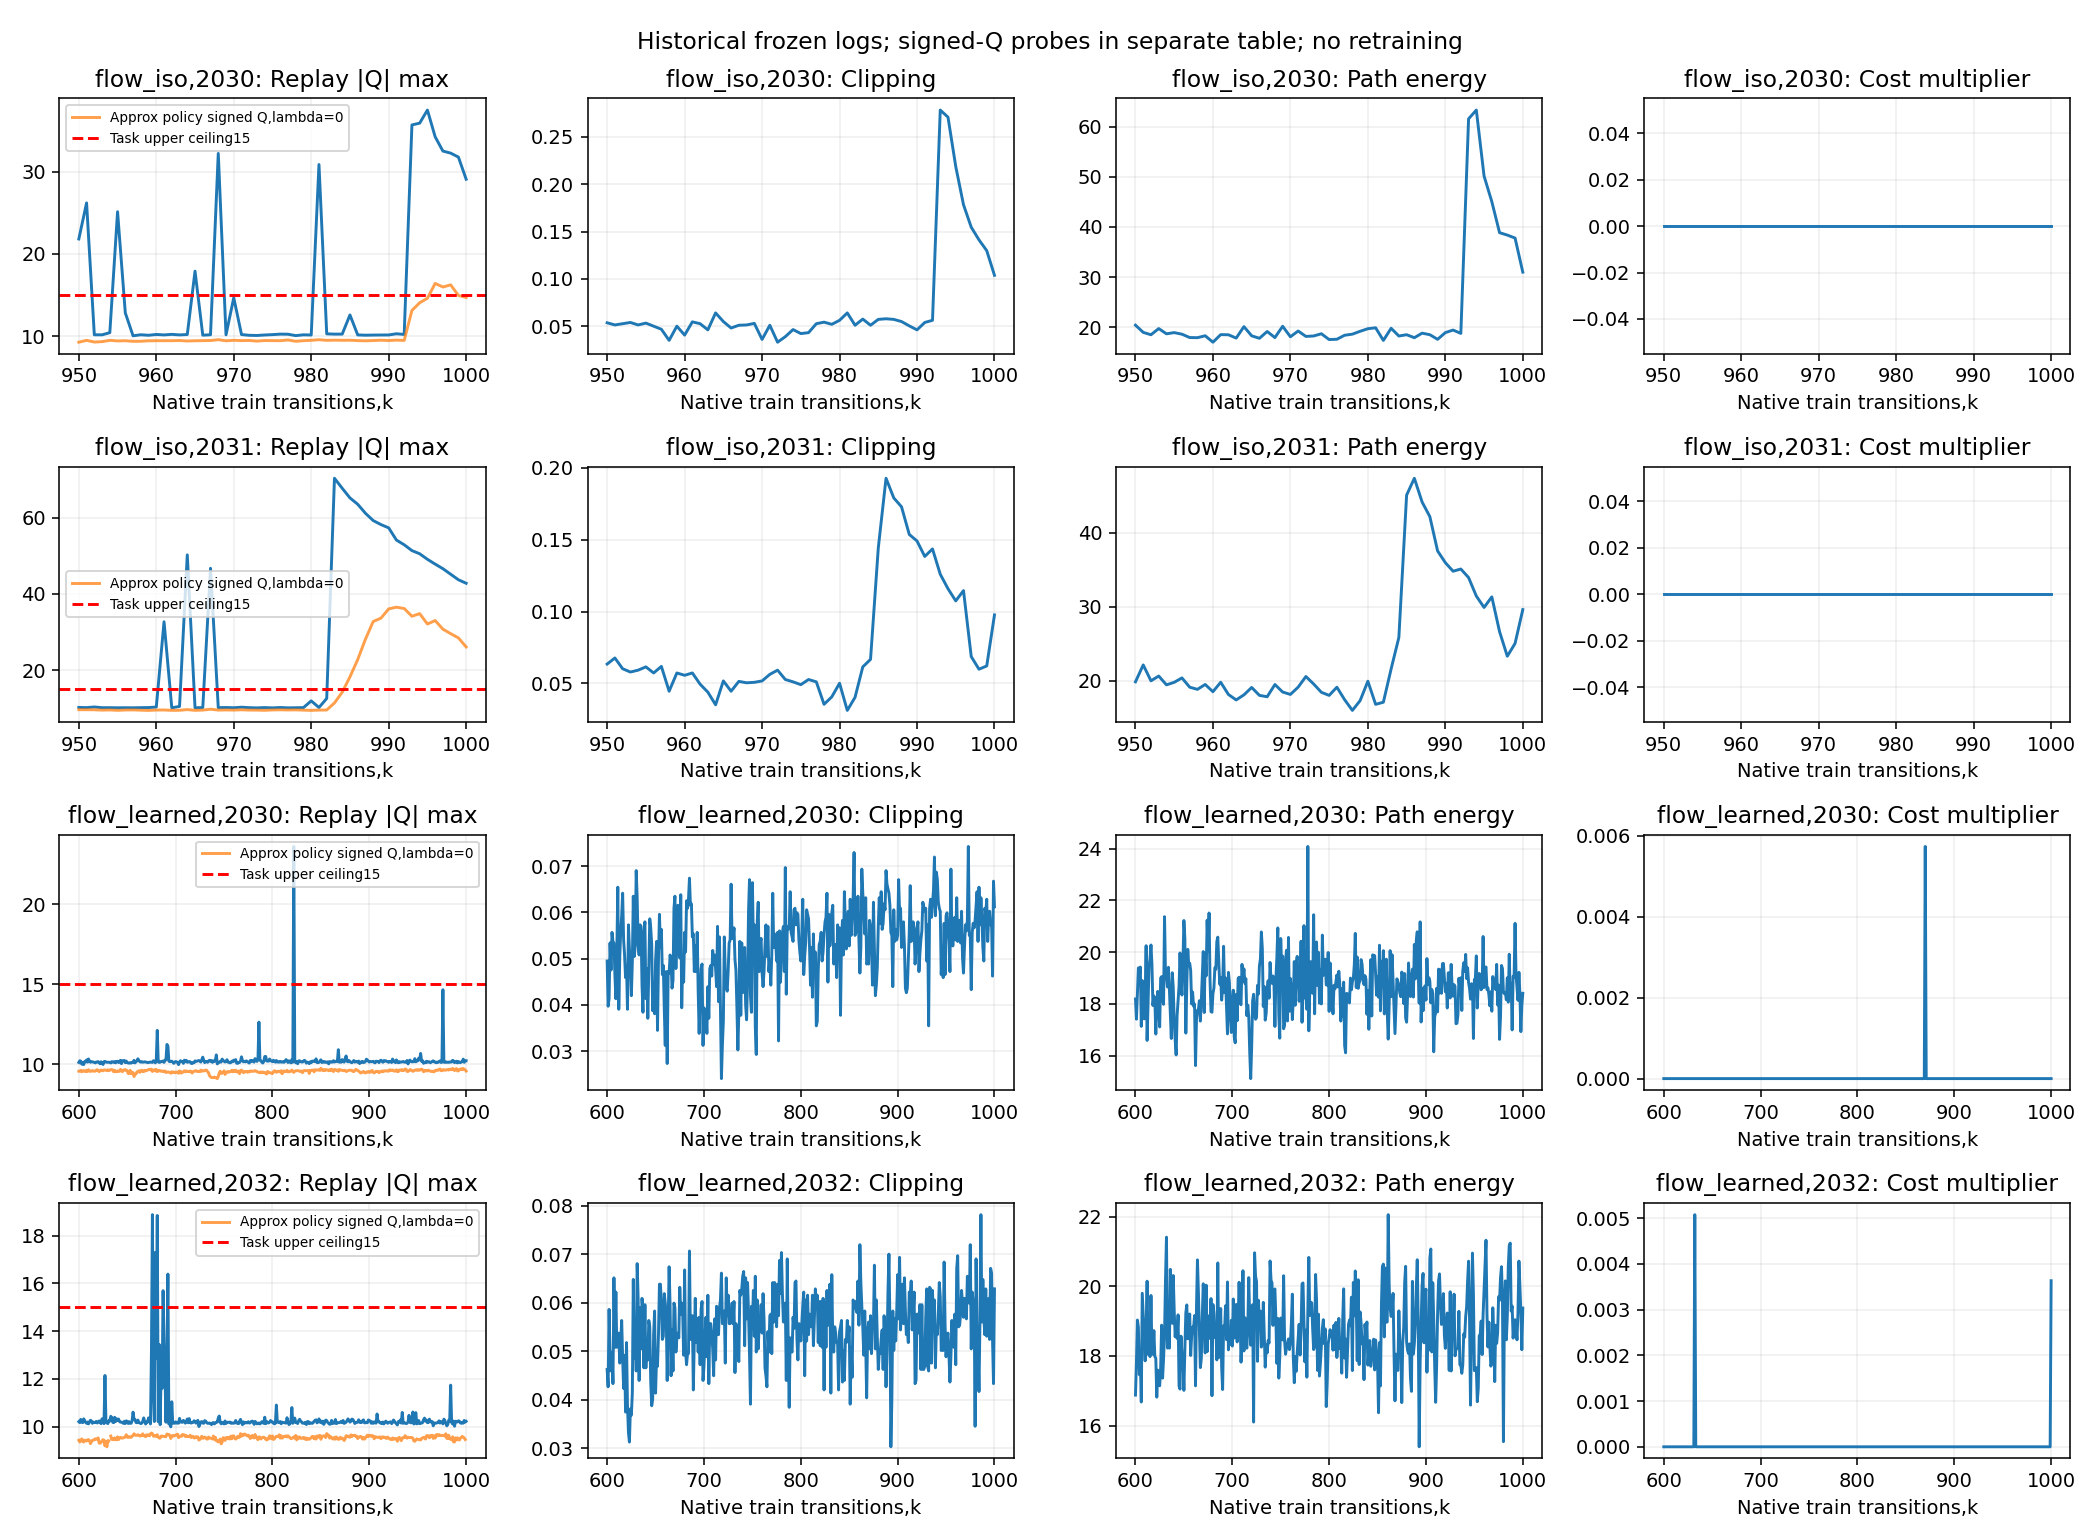 Historical frozen logs; signed-Q probes in separate table; no retraining
flow_iso,2030: Replay |Q| max
Approx policy signed Q,lambda=0
Task upper ceiling15
30
20
10
950 960 970 980 990 1000
Native train transitions,k
flow_iso,2030: Clipping
0.25
0.20
0.15
0.10
0.05
950 960 970 980 990 1000
Native train transitions,k
flow_iso,2030: Path energy
60
50
40
30
20
950 960 970 980 990 1000
Native train transitions,k
flow_iso,2030: Cost multiplier
0.04
0.02
0.00
−0.02
−0.04
950 960 970 980 990 1000
Native train transitions,k
flow_iso,2031: Replay |Q| max
Approx policy signed Q,lambda=0
Task upper ceiling15
60
40
20
950 960 970 980 990 1000
Native train transitions,k
flow_iso,2031: Clipping
0.20
0.15
0.10
0.05
950 960 970 980 990 1000
Native train transitions,k
flow_iso,2031: Path energy
40
30
20
950 960 970 980 990 1000
Native train transitions,k
flow_iso,2031: Cost multiplier
0.04
0.02
0.00
−0.02
−0.04
950 960 970 980 990 1000
Native train transitions,k
flow_learned,2030: Replay |Q| max
Approx policy signed Q,lambda=0
Task upper ceiling15
20
15
10
600 700 800 900 1000
Native train transitions,k
flow_learned,2030: Clipping
0.07
0.06
0.05
0.04
0.03
600 700 800 900 1000
Native train transitions,k
flow_learned,2030: Path energy
24
22
20
18
16
600 700 800 900 1000
Native train transitions,k
flow_learned,2030: Cost multiplier
0.006
0.004
0.002
0.000
600 700 800 900 1000
Native train transitions,k
flow_learned,2032: Replay |Q| max
Approx policy signed Q,lambda=0
Task upper ceiling15
18
16
14
12
10
600 700 800 900 1000
Native train transitions,k
flow_learned,2032: Clipping
0.08
0.07
0.06
0.05
0.04
0.03
600 700 800 900 1000
Native train transitions,k
flow_learned,2032: Path energy
22
20
18
16
600 700 800 900 1000
Native train transitions,k
flow_learned,2032: Cost multiplier
0.005
0.004
0.003
0.002
0.001
0.000
600 700 800 900 1000
Native train transitions,k